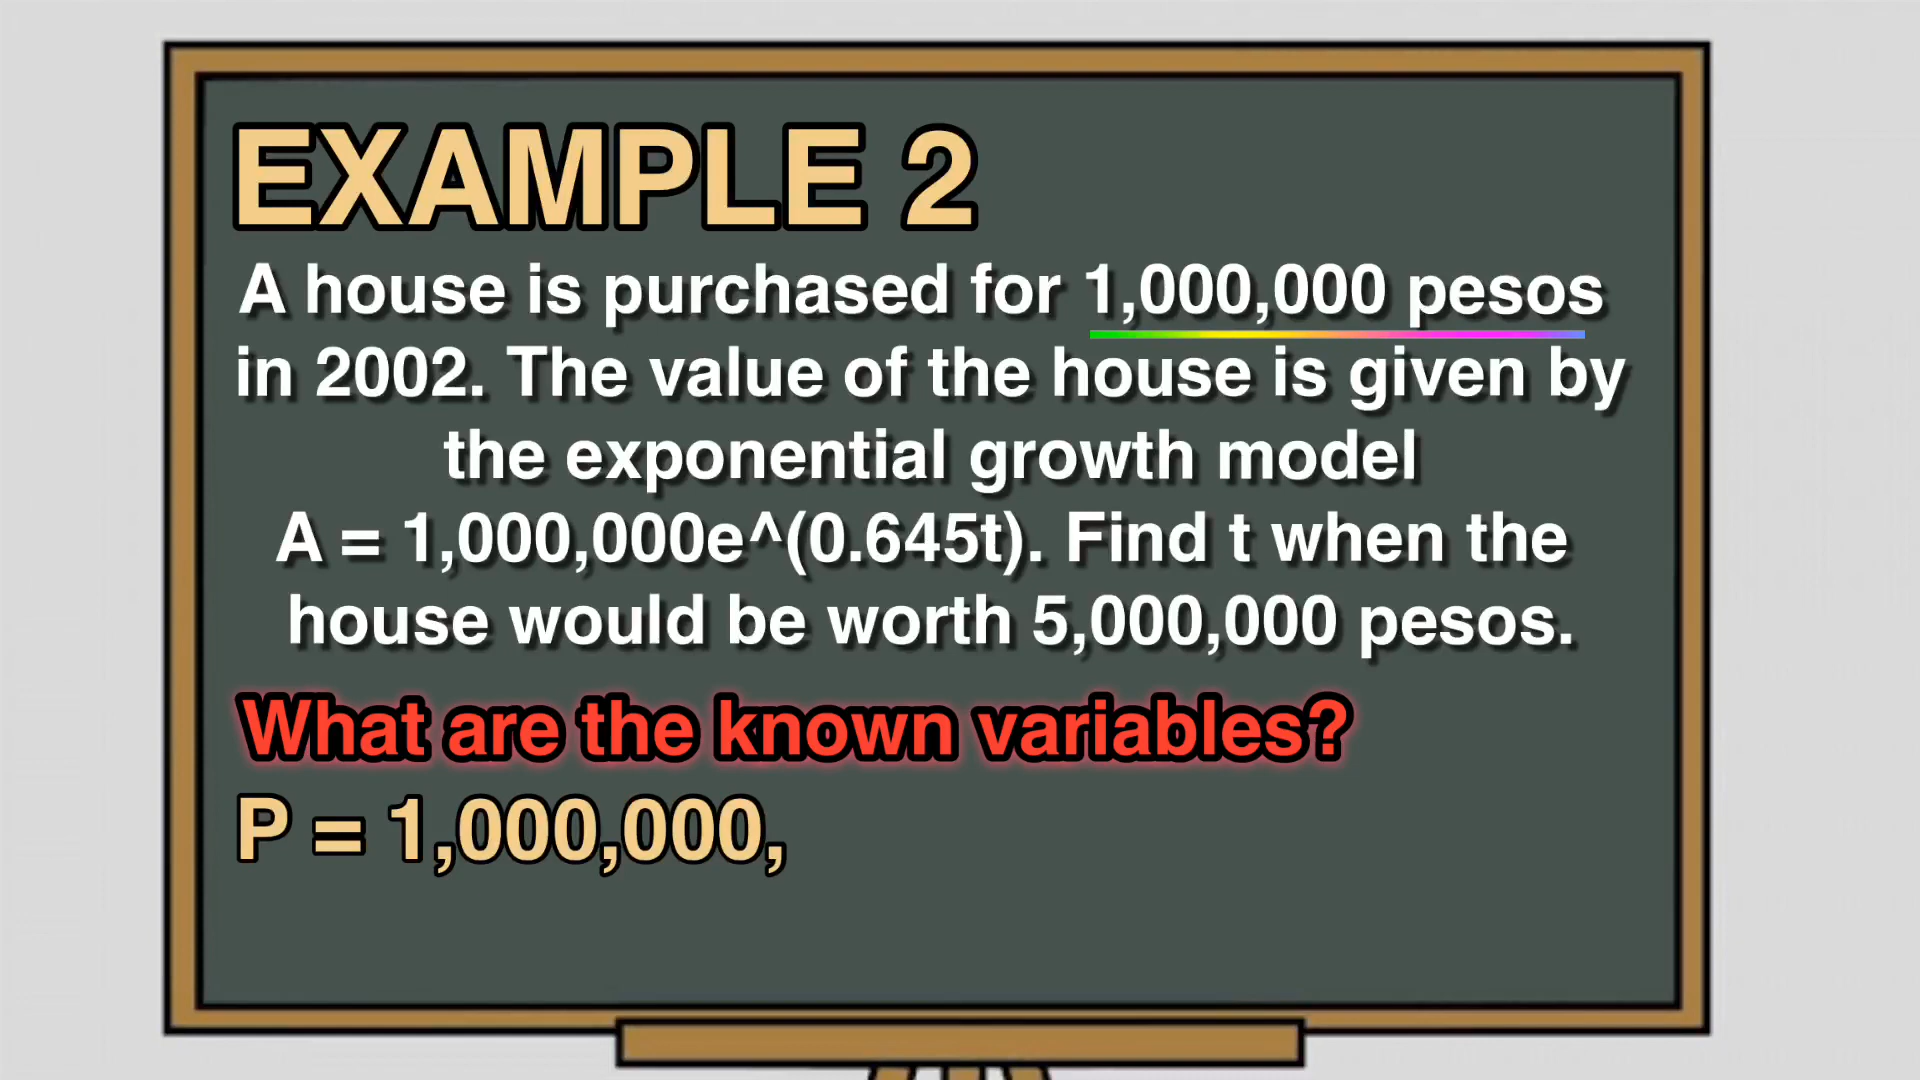 EXAMPLE 2
A house is purchased for 1,000,000 pesos
in 2002. The value of the house is given by
the exponential growth model
A = 1,000,000e^(0.645t). Find t when the
house would be worth 5,000,000 pesos.
What are the known variables?
P = 1,000,000,